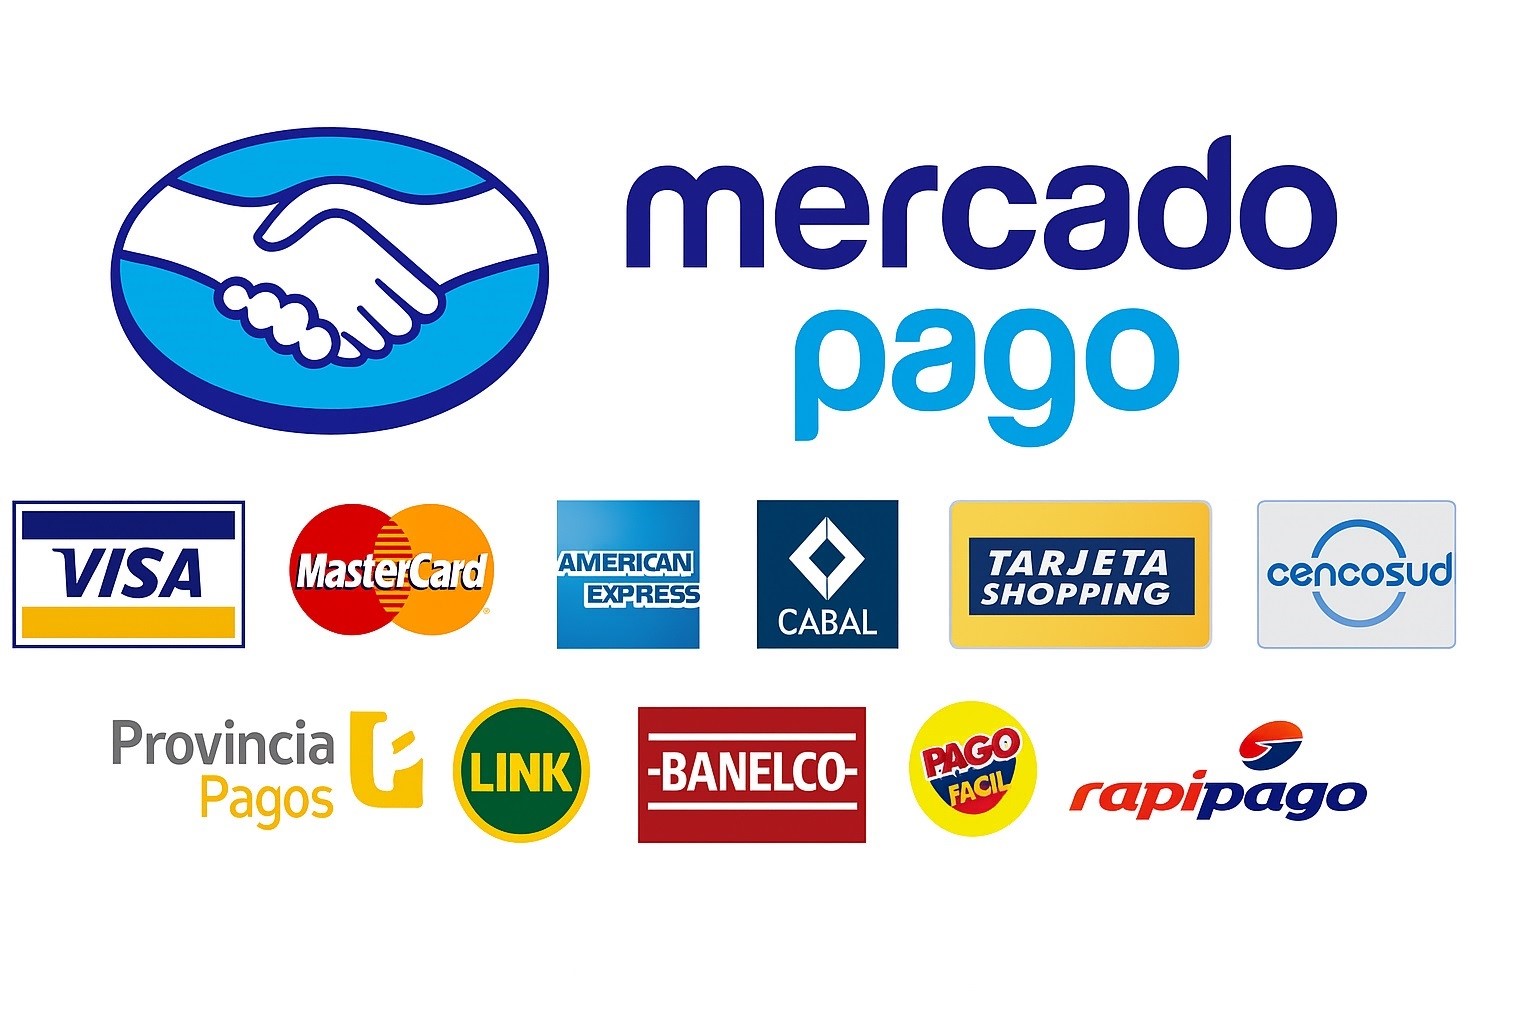 mercado
pago
VISA
MasterCard
AMERICAN
EXPRESS
CABAL
TARJETA
SHOPPING
cencosud
Provincia
Pagos
LINK
-BANELCO-
PAGO
FACIL
rapipago